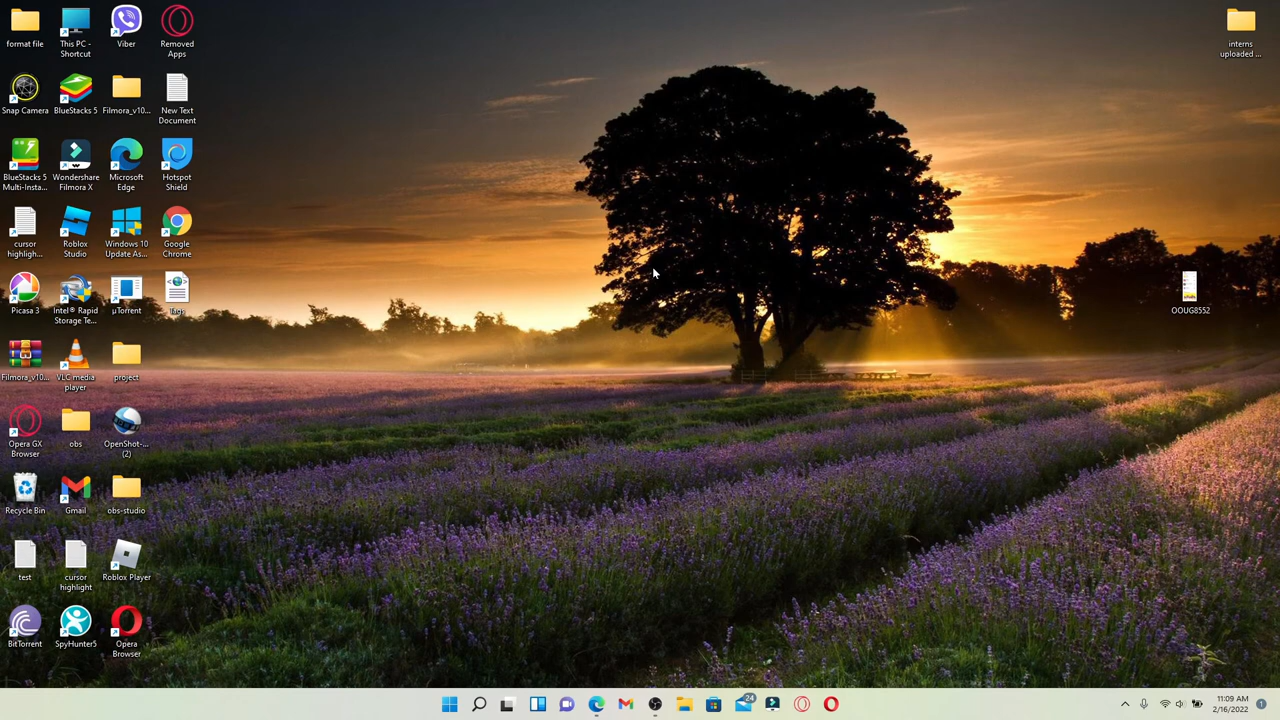 format file
This PC -
Shortcut
Viber
Removed
Apps
interns
uploaded ...
Snap Camera
BlueStacks 5
Filmora_v10...
New Text
Document
BlueStacks 5
Multi-Insta...
Wondershare
Filmora X
Microsoft
Edge
Hotspot
Shield
cursor
highligh...
Roblox
Studio
Windows 10
Update As...
Google
Chrome
Picasa 3
Intel® Rapid
Storage Te...
µTorrent
Tags
OOUG8552
Filmora_v10...
VLC media
player
project
Opera GX
Browser
obs
OpenShot-...
(2)
Recycle Bin
Gmail
obs-studio
test
cursor
highlight
Roblox Player
BitTorrent
SpyHunter5
Opera
Browser
24
11:09 AM
2/16/2022
1